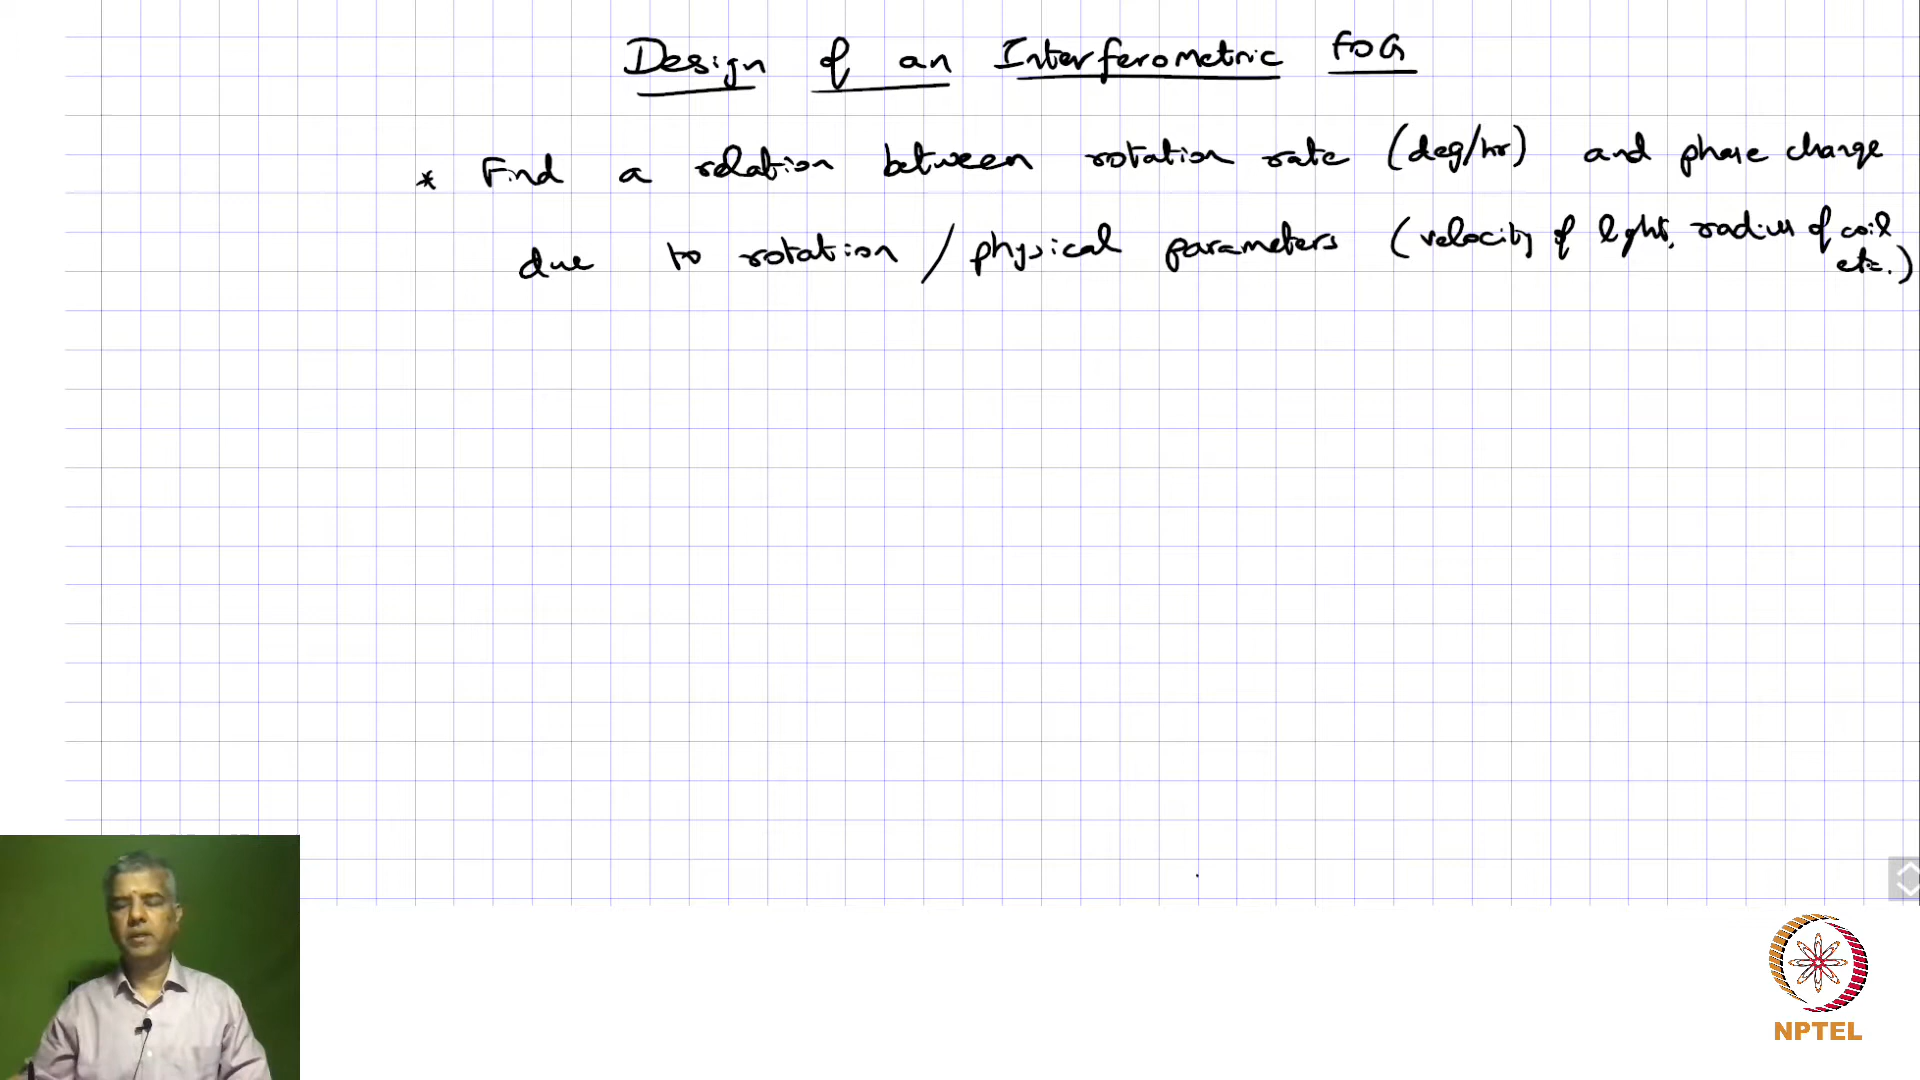 Design of an Interferometric FOG
* Find a relation between rotation rate (deg/hr) and phase change
due to rotation / physical parameters (velocity of light, radius of coil
etc.)
NPTEL